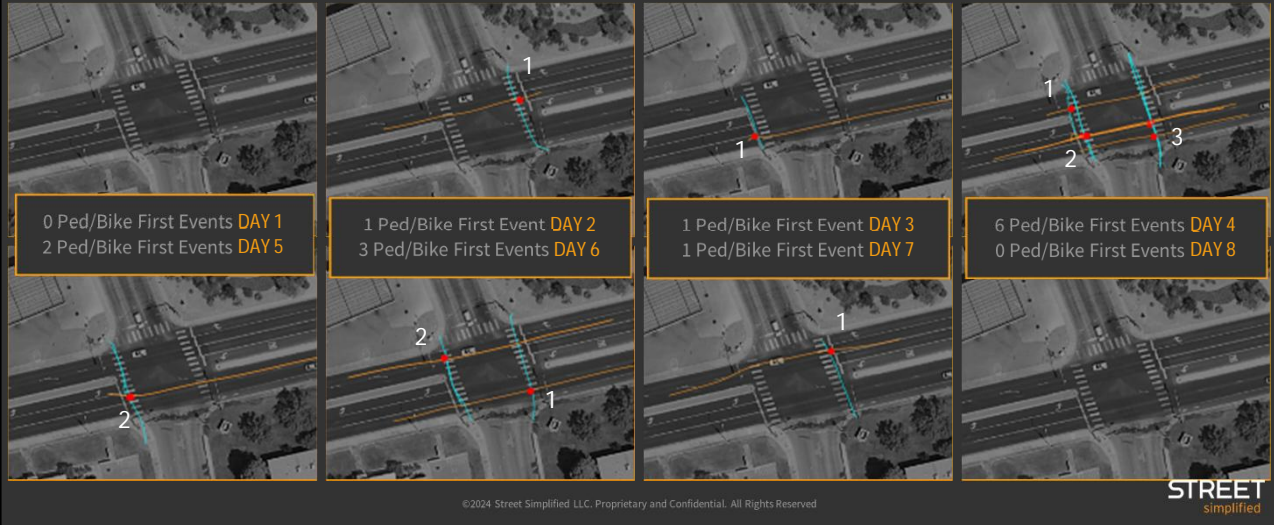 1
1
1
2
3
0 Ped/Bike First Events DAY 1
2 Ped/Bike First Events DAY 5
1 Ped/Bike First Event DAY 2
3 Ped/Bike First Events DAY 6
1 Ped/Bike First Events DAY 3
1 Ped/Bike First Events DAY 7
6 Ped/Bike First Events DAY 4
0 Ped/Bike First Events DAY 8
2
2
1
1
©2024 Street Simplified LLC. Proprietary and Confidential. All Rights Reserved
STREET
simplified